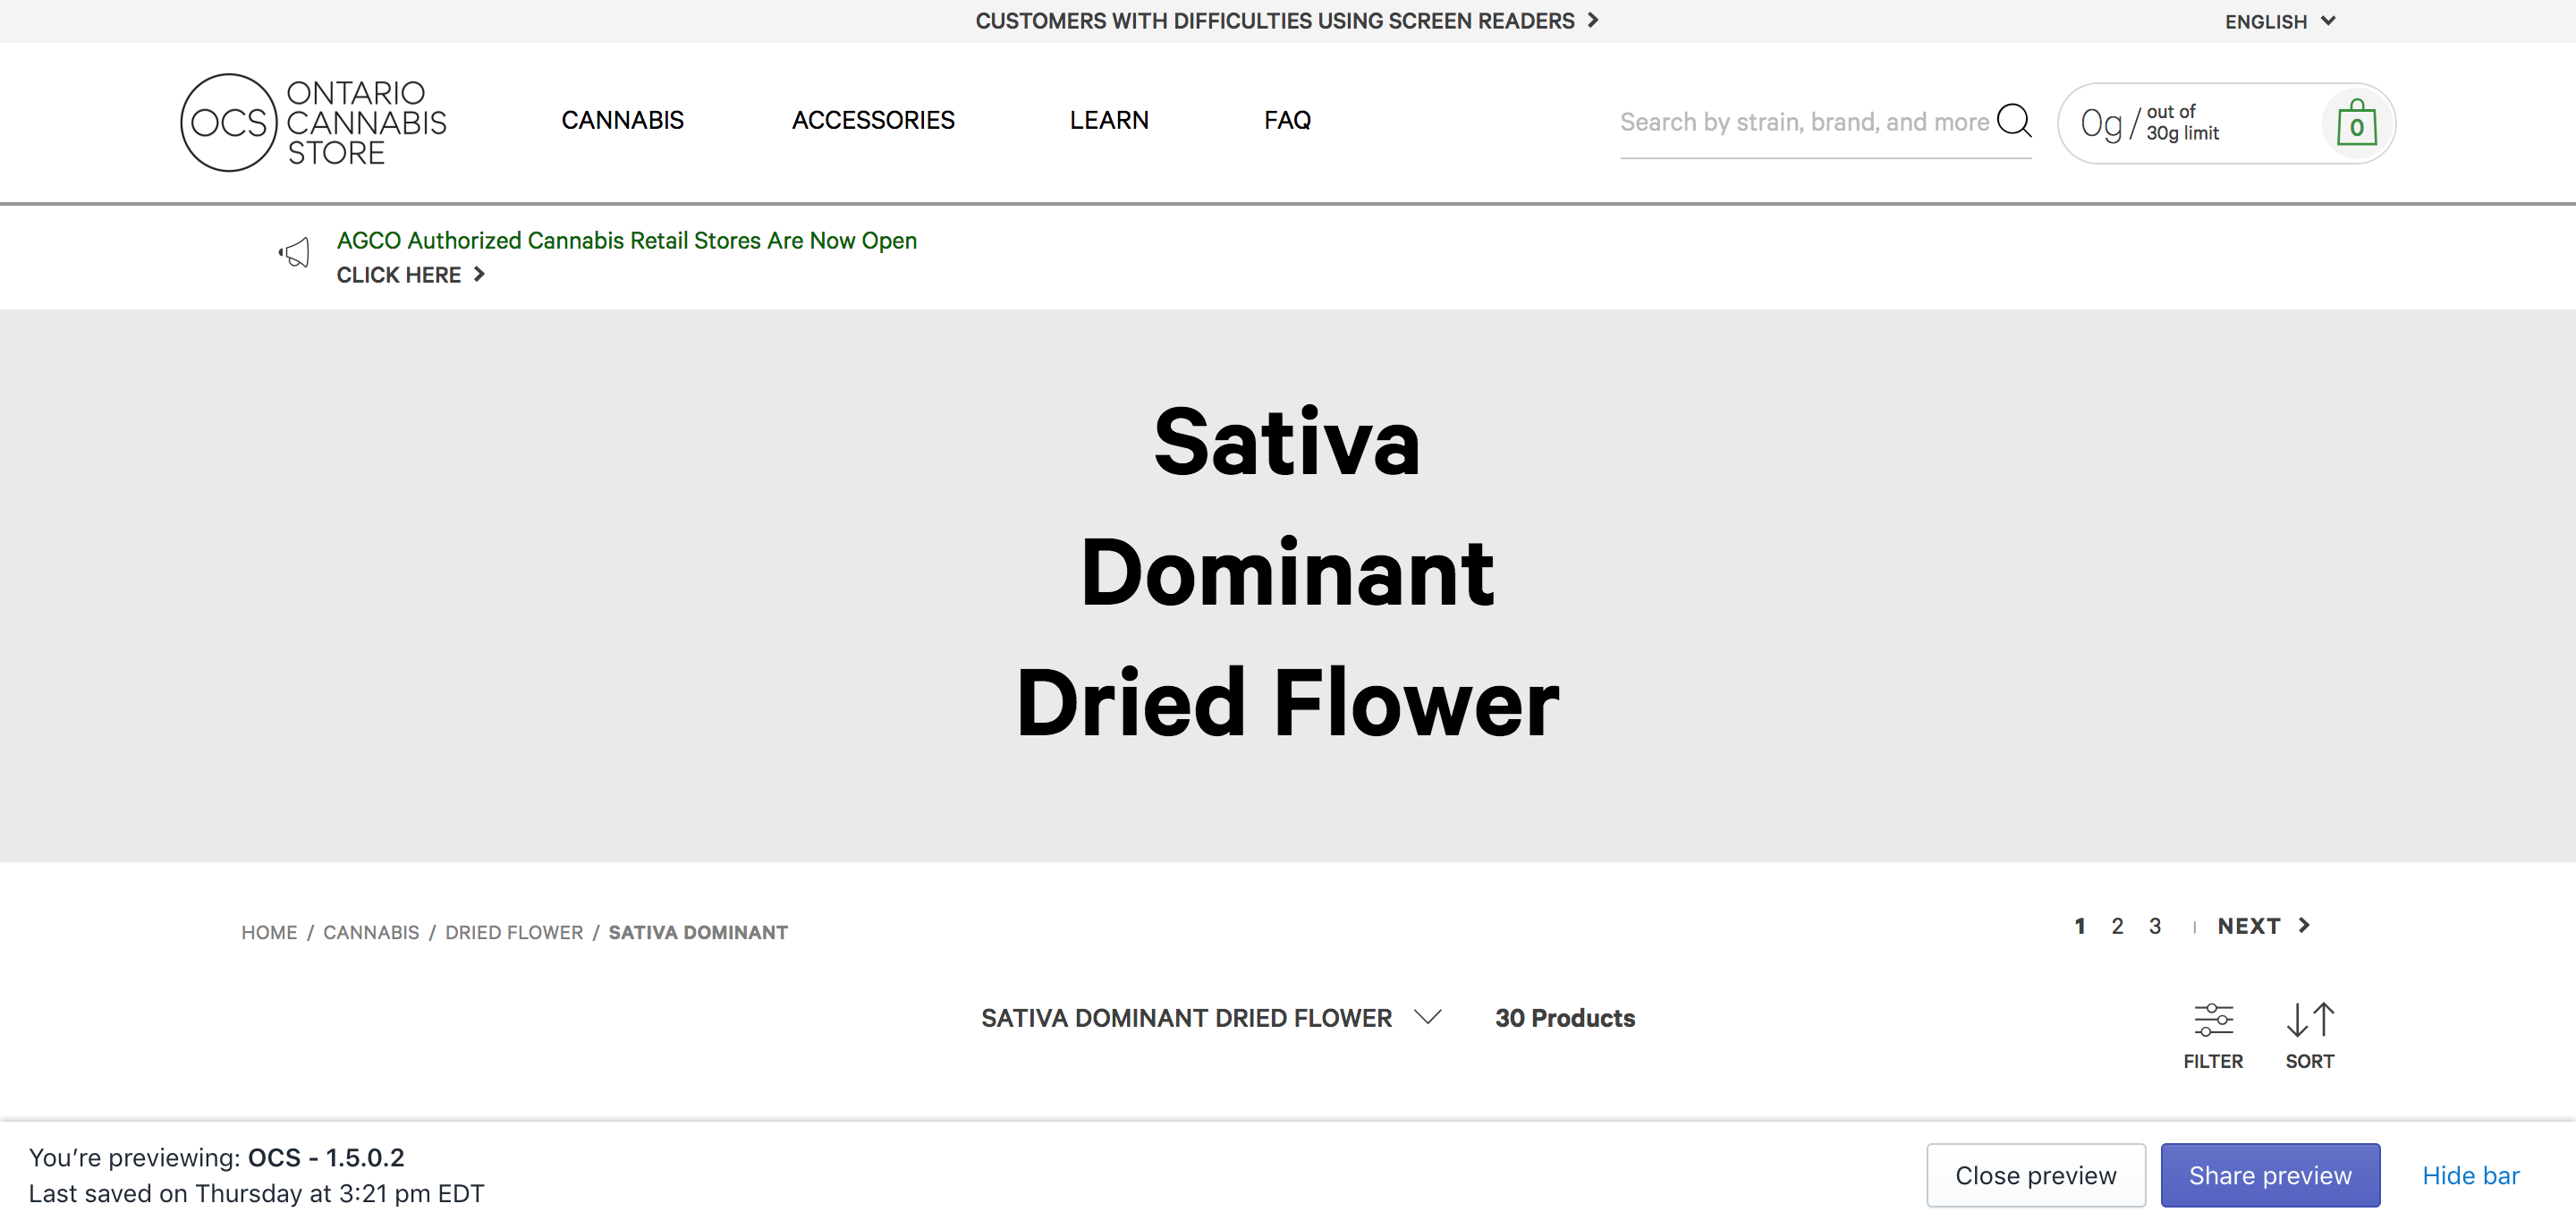 CUSTOMERS WITH DIFFICULTIES USING SCREEN READERS
ENGLISH
OCS
ONTARIO
CANNABIS
STORE
CANNABIS
ACCESSORIES
LEARN
FAQ
Search by strain, brand, and more
0g/
out of
30g limit
0
AGCO Authorized Cannabis Retail Stores Are Now Open
CLICK HERE
Sativa
Dominant
Dried Flower
HOME / CANNABIS / DRIED FLOWER / SATIVA DOMINANT
1 2 3 | NEXT
SATIVA DOMINANT DRIED FLOWER
30 Products
FILTER
SORT
You’re previewing: OCS - 1.5.0.2
Last saved on Thursday at 3:21 pm EDT
Close preview
Share preview
Hide bar